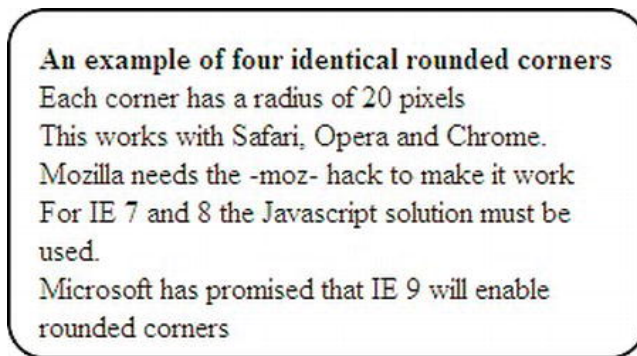 An example of four identical rounded corners
Each corner has a radius of 20 pixels
This works with Safari, Opera and Chrome.
Mozilla needs the -moz- hack to make it work
For IE 7 and 8 the Javascript solution must be
used.
Microsoft has promised that IE 9 will enable
rounded corners